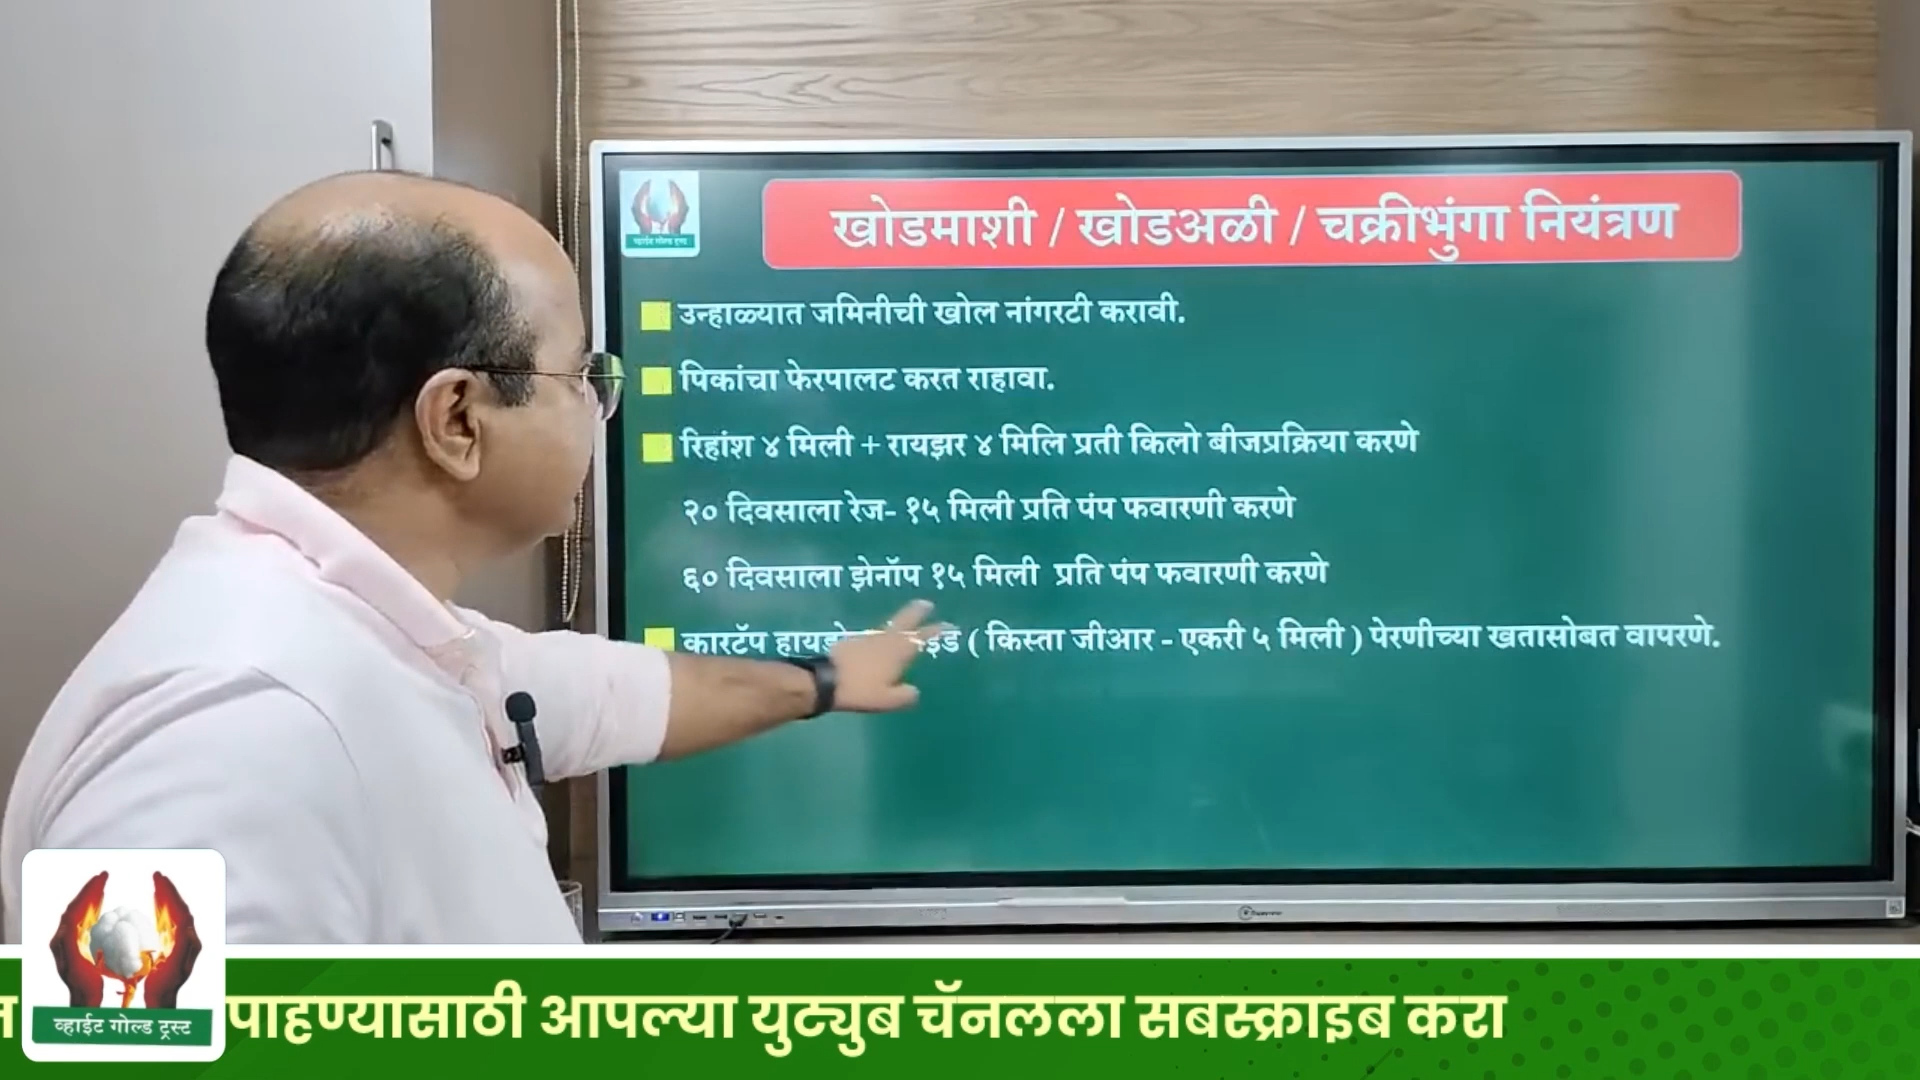 व्हाईट गोल्ड ट्रस्ट
खोडमाशी / खोडअळी / चक्रीभुंगा नियंत्रण
उन्हाळ्यात जमिनीची खोल नांगरटी करावी.
पिकांचा फेरपालट करत राहावा.
रिहांश ४ मिली + रायझर ४ मिलि प्रती किलो बीजप्रक्रिया करणे
२० दिवसाला रेज- १५ मिली प्रति पंप फवारणी करणे
६० दिवसाला झेनॉप १५ मिली प्रति पंप फवारणी करणे
कारटॅप ( किस्ता जीआर - एकरी ५ मिली ) पेरणीच्या खतासोबत वापरणे.
पाहण्यासाठी आपल्या युट्युब चॅनलला सबस्क्राइब करा
व्हाईट गोल्ड ट्रस्ट